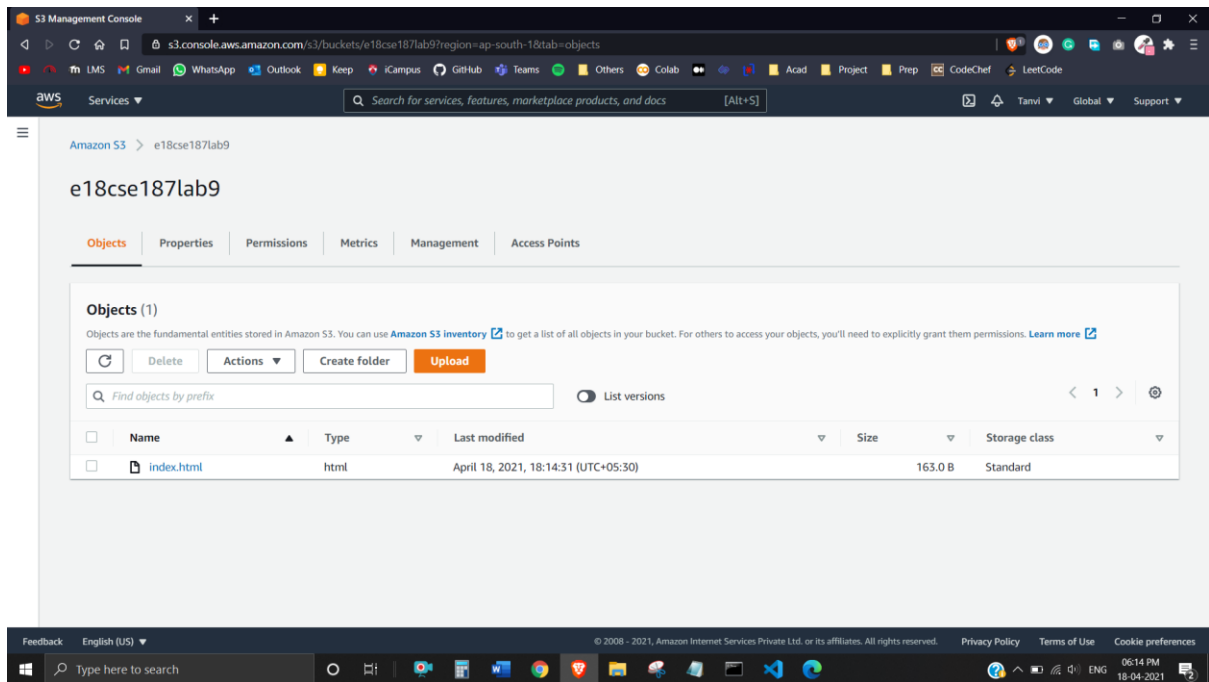 S3 Management Console
s3.console.aws.amazon.com/s3/buckets/e18cse187lab9?region=ap-south-1&tab=objects
LMS Gmail WhatsApp Outlook Keep iCampus GitHub Teams Others Colab Acad Project Prep CC CodeChef LeetCode
aws Services ▼ Search for services, features, marketplace products, and docs [Alt+S] Tanvi ▼ Global ▼ Support ▼
Amazon S3 > e18cse187lab9
e18cse187lab9
Objects Properties Permissions Metrics Management Access Points
Objects (1)
Objects are the fundamental entities stored in Amazon S3. You can use Amazon S3 inventory to get a list of all objects in your bucket. For others to access your objects, you'll need to explicitly grant them permissions. Learn more
Delete Actions ▼ Create folder Upload
Find objects by prefix List versions < 1 >
Name ▲ Type Last modified Size Storage class
index.html html April 18, 2021, 18:14:31 (UTC+05:30) 163.0 B Standard
Feedback English (US) ▼ © 2008 - 2021, Amazon Internet Services Private Ltd. or its affiliates. All rights reserved. Privacy Policy Terms of Use Cookie preferences
Type here to search ENG 06:14 PM
18-04-2021